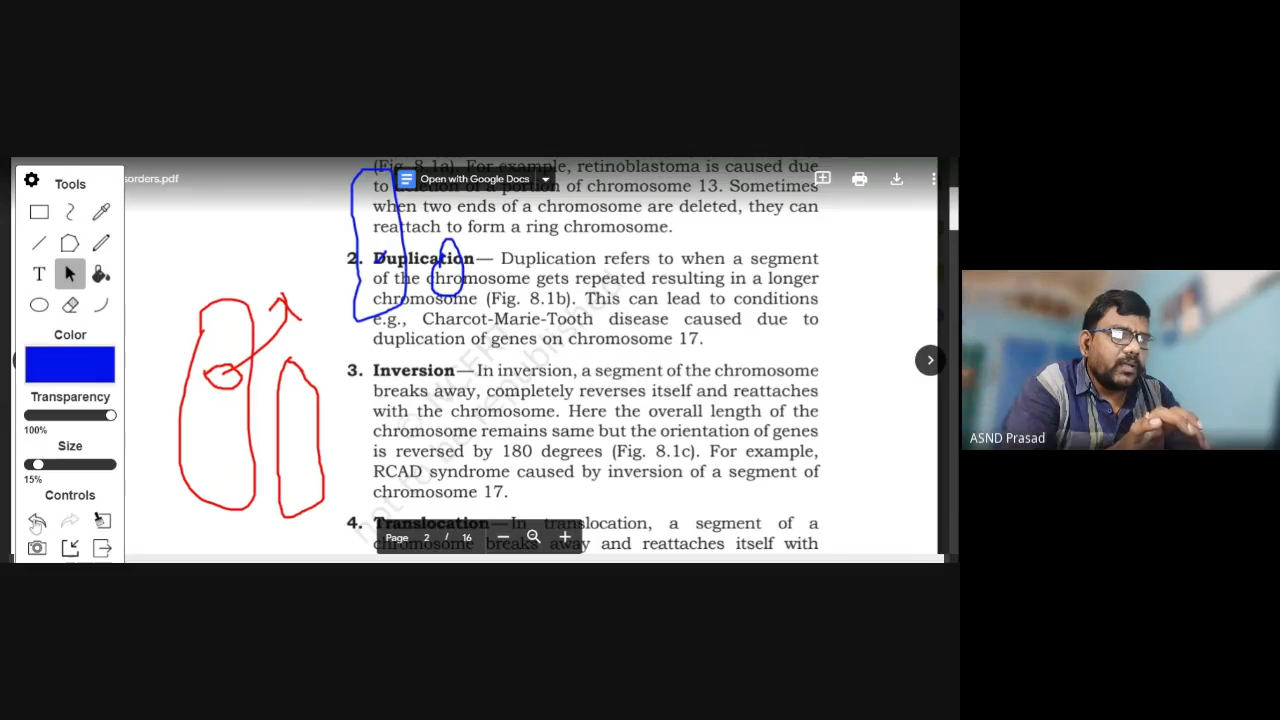 (Fig. 8.1a). For example, retinoblastoma is caused due
sorders.pdf
Open with Google Docs
to deletion of a portion of chromosome 13. Sometimes
when two ends of a chromosome are deleted, they can
reattach to form a ring chromosome.
2. Duplication— Duplication refers to when a segment
of the chromosome gets repeated resulting in a longer
chromosome (Fig. 8.1b). This can lead to conditions
e.g., Charcot-Marie-Tooth disease caused due to
duplication of genes on chromosome 17.
3. Inversion—In inversion, a segment of the chromosome
breaks away, completely reverses itself and reattaches
with the chromosome. Here the overall length of the
chromosome remains same but the orientation of genes
is reversed by 180 degrees (Fig. 8.1c). For example,
RCAD syndrome caused by inversion of a segment of
chromosome 17.
4. Translocation—In translocation, a segment of a
chromosome breaks away and reattaches itself with
Page 2 / 16
© NCERT
not to be republished
Tools
T
Color
Transparency
100%
Size
15%
Controls
ASND Prasad